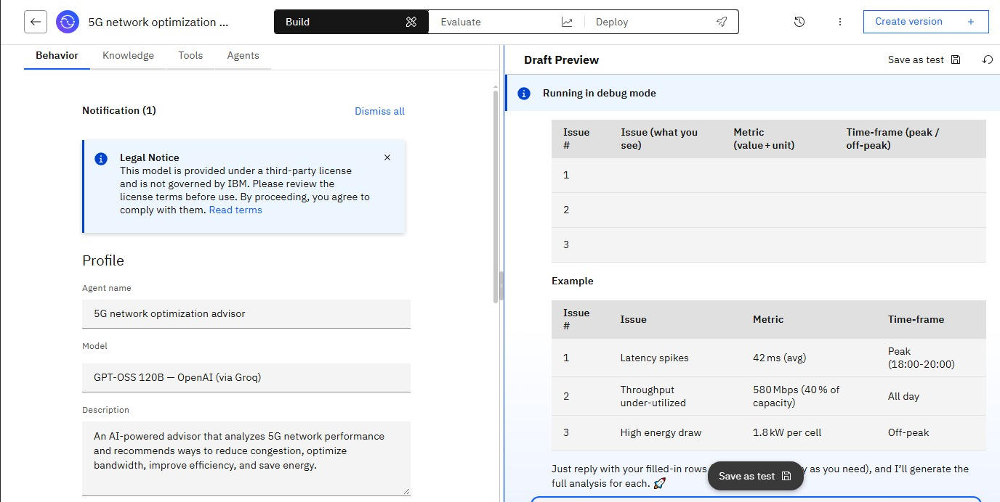 5G network optimization ...
Build
Evaluate
Deploy
Create version +
Behavior
Knowledge
Tools
Agents
Notification (1)
Dismiss all
Legal Notice
This model is provided under a third-party license
and is not governed by IBM. Please review the
license terms before use. By proceeding, you agree to
comply with them. Read terms
Profile
Agent name
5G network optimization advisor
Model
GPT-OSS 120B — OpenAI (via Groq)
Description
An AI-powered advisor that analyzes 5G network performance
and recommends ways to reduce congestion, optimize
bandwidth, improve efficiency, and save energy.
Draft Preview
Save as test
Running in debug mode
Issue # Issue (what you see) Metric (value + unit) Time-frame (peak / off-peak)
1
2
3
Example
Issue # Issue Metric Time-frame
1 Latency spikes 42 ms (avg) Peak (18:00-20:00)
2 Throughput under-utilized 580 Mbps (40 % of capacity) All day
3 High energy draw 1.8 kW per cell Off-peak
Just reply with your filled-in rows y as you need), and I’ll generate the
full analysis for each. 🚀
Save as test